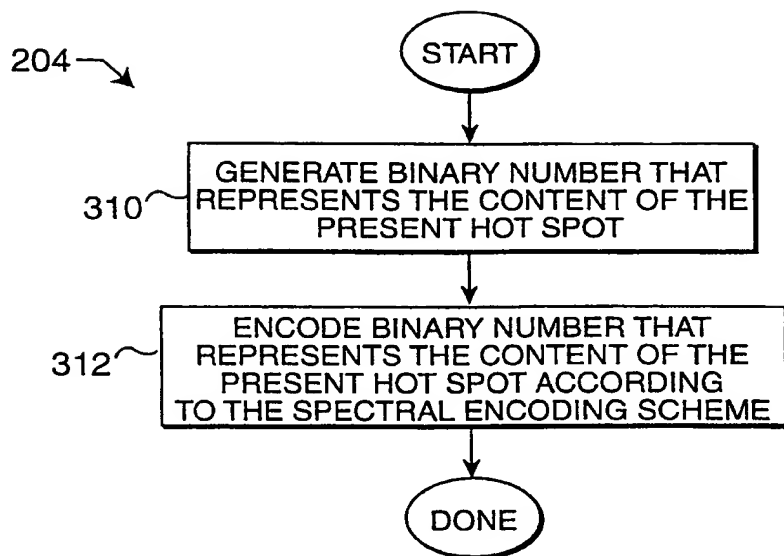 204
START
310
GENERATE BINARY NUMBER THAT
REPRESENTS THE CONTENT OF THE
PRESENT HOT SPOT
312
ENCODE BINARY NUMBER THAT
REPRESENTS THE CONTENT OF THE
PRESENT HOT SPOT ACCORDING
TO THE SPECTRAL ENCODING SCHEME
DONE